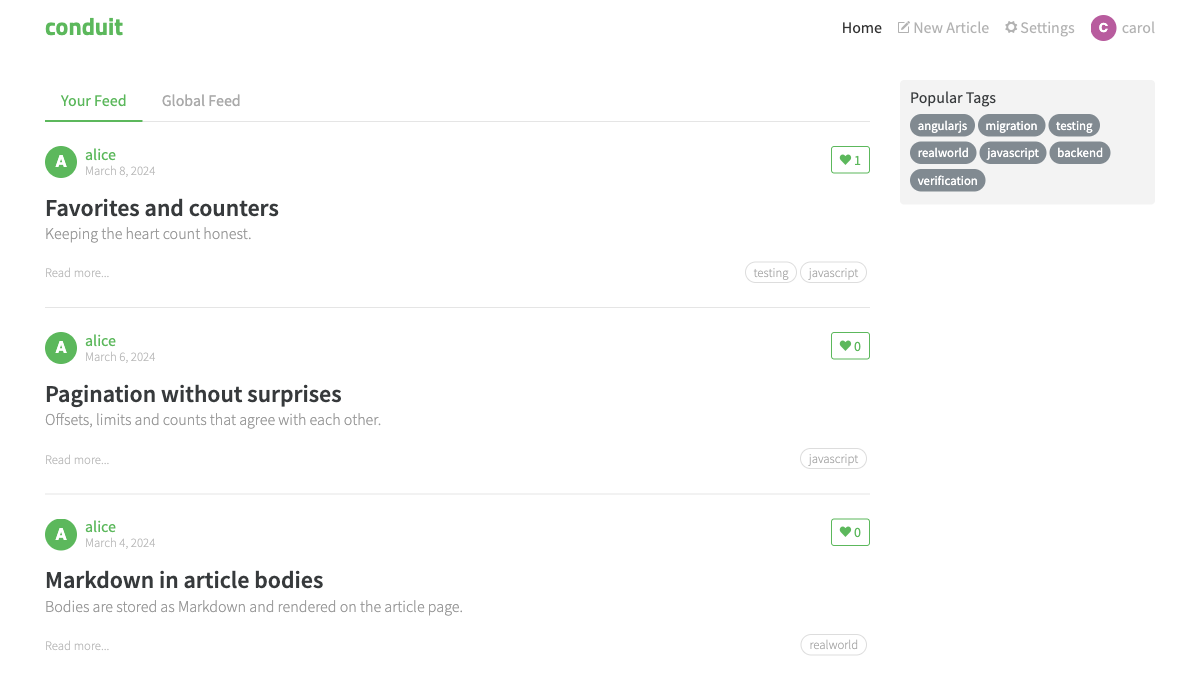 conduit
Home New Article Settings C carol
Your Feed Global Feed
A alice
March 8, 2024
1
Favorites and counters
Keeping the heart count honest.
Read more...
testing javascript
A alice
March 6, 2024
0
Pagination without surprises
Offsets, limits and counts that agree with each other.
Read more...
javascript
A alice
March 4, 2024
0
Markdown in article bodies
Bodies are stored as Markdown and rendered on the article page.
Read more...
realworld
Popular Tags
angularjs migration testing
realworld javascript backend
verification